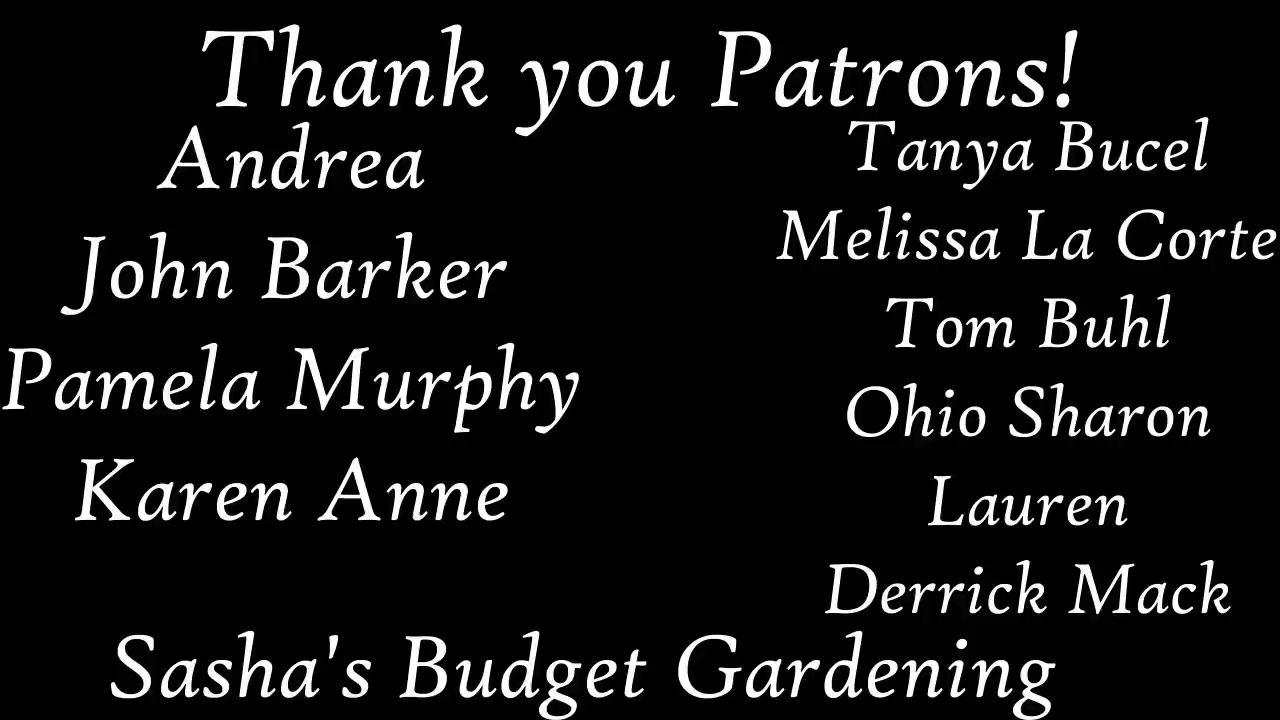 Thank you Patrons!
Andrea
John Barker
Pamela Murphy
Karen Anne
Tanya Bucel
Melissa La Corte
Tom Buhl
Ohio Sharon
Lauren
Derrick Mack
Sasha's Budget Gardening